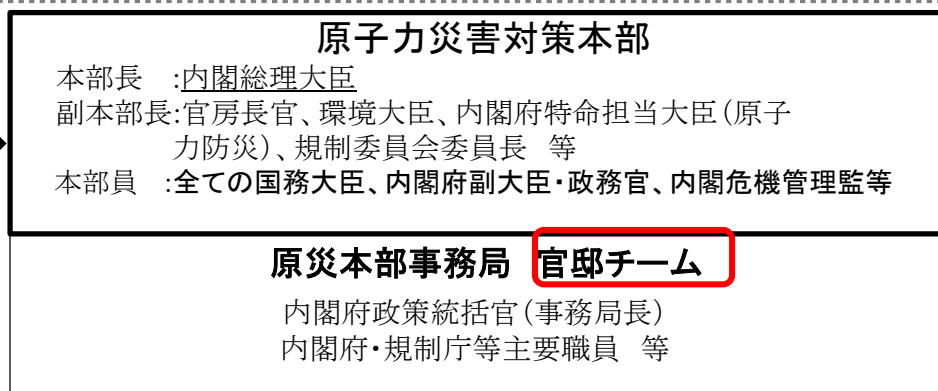 原子力災害対策本部
本部長　:内閣総理大臣
副本部長:官房長官、環境大臣、内閣府特命担当大臣(原子
力防災)、規制委員会委員長　等
本部員　:全ての国務大臣、内閣府副大臣・政務官、内閣危機管理監等
原災本部事務局　官邸チーム
内閣府政策統括官(事務局長)
内閣府・規制庁等主要職員　等